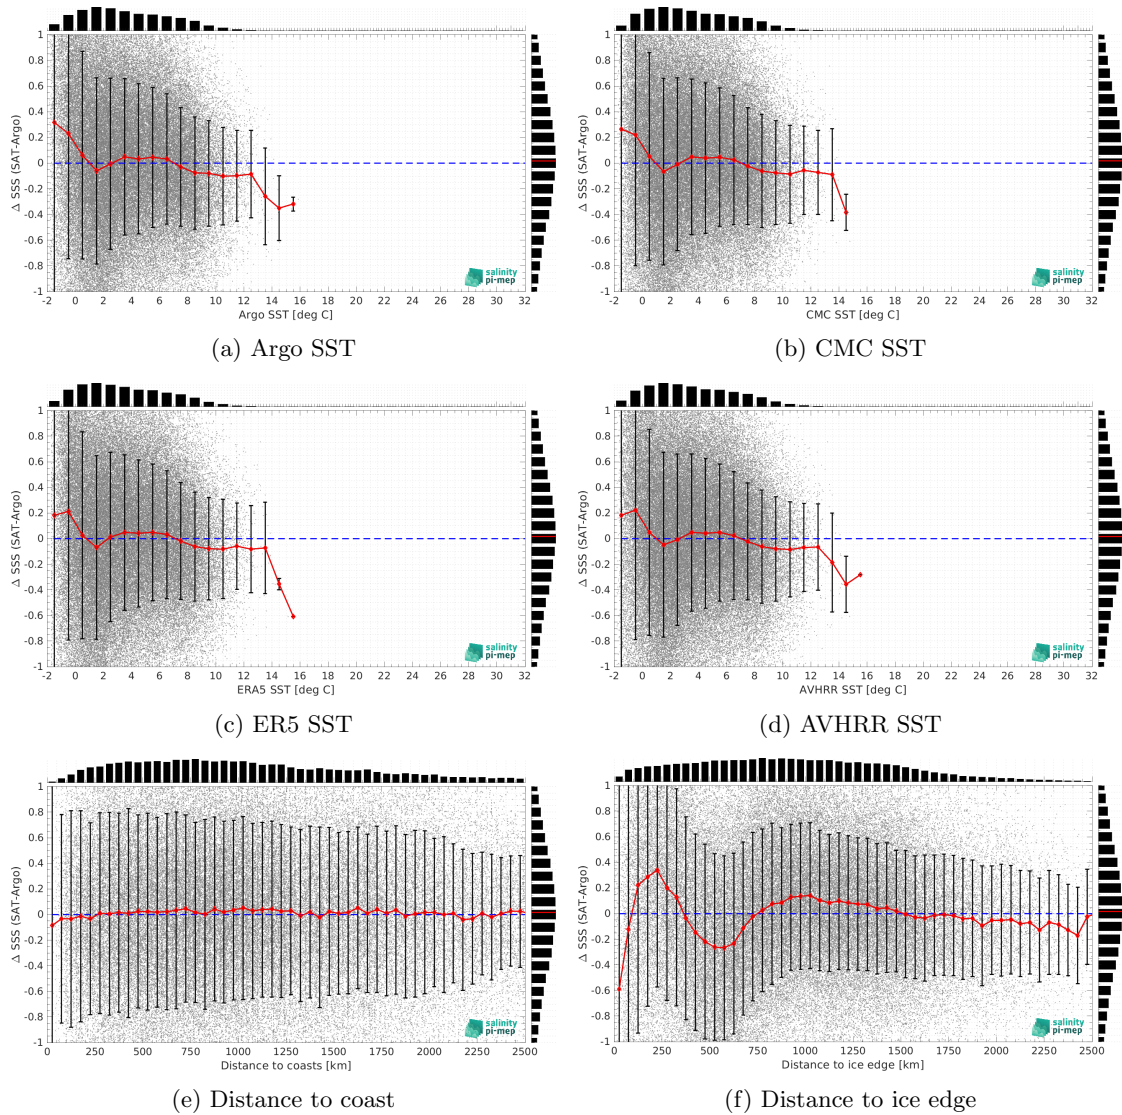 1
0.8
0.6
0.4
0.2
0
-0.2
-0.4
-0.6
-0.8
-1
Δ SSS (SAT-Argo)
salinity
pi-mep
-2 0 2 4 6 8 10 12 14 16 18 20 22 24 26 28 30 32
Argo SST [deg C]
(a) Argo SST
1
0.8
0.6
0.4
0.2
0
-0.2
-0.4
-0.6
-0.8
-1
Δ SSS (SAT-Argo)
salinity
pi-mep
-2 0 2 4 6 8 10 12 14 16 18 20 22 24 26 28 30 32
CMC SST [deg C]
(b) CMC SST
1
0.8
0.6
0.4
0.2
0
-0.2
-0.4
-0.6
-0.8
-1
Δ SSS (SAT-Argo)
salinity
pi-mep
-2 0 2 4 6 8 10 12 14 16 18 20 22 24 26 28 30 32
ERA5 SST [deg C]
(c) ER5 SST
1
0.8
0.6
0.4
0.2
0
-0.2
-0.4
-0.6
-0.8
-1
Δ SSS (SAT-Argo)
salinity
pi-mep
-2 0 2 4 6 8 10 12 14 16 18 20 22 24 26 28 30 32
AVHRR SST [deg C]
(d) AVHRR SST
1
0.8
0.6
0.4
0.2
0
-0.2
-0.4
-0.6
-0.8
-1
Δ SSS (SAT-Argo)
salinity
pi-mep
0 250 500 750 1000 1250 1500 1750 2000 2250 2500
Distance to coasts [km]
(e) Distance to coast
1
0.8
0.6
0.4
0.2
0
-0.2
-0.4
-0.6
-0.8
-1
Δ SSS (SAT-Argo)
salinity
pi-mep
0 250 500 750 1000 1250 1500 1750 2000 2250 2500
Distance to ice edge [km]
(f) Distance to ice edge